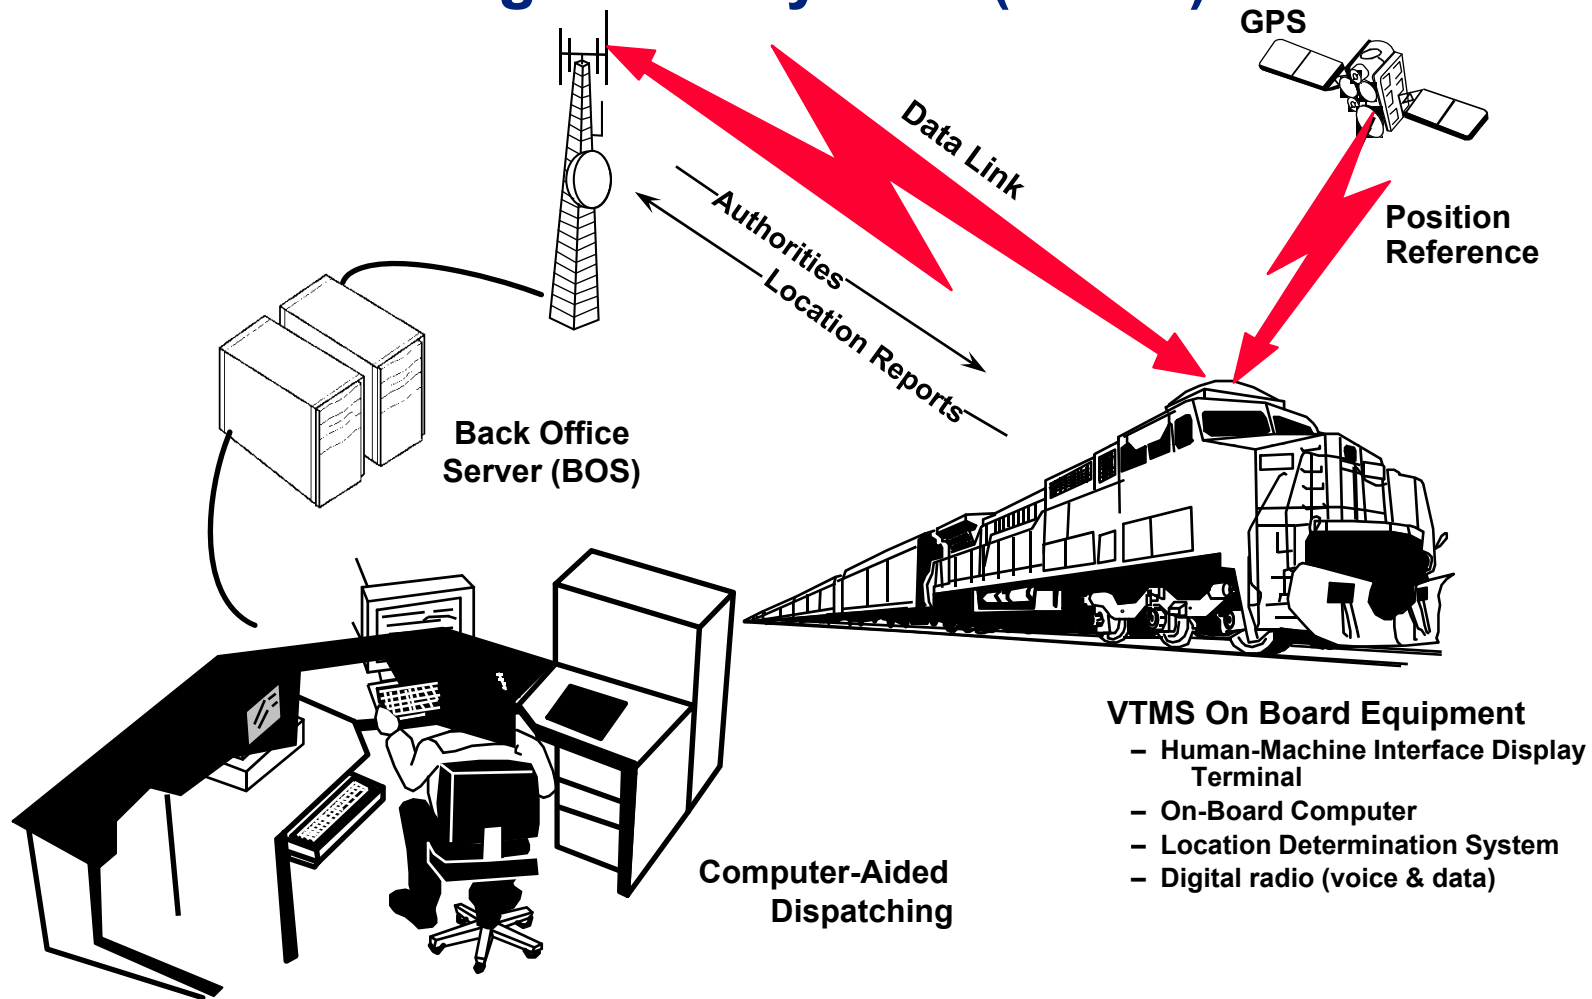 GPS
Data Link
Authorities
Location Reports
Position
Reference
Back Office
Server (BOS)
Computer-Aided
Dispatching
VTMS On Board Equipment
– Human-Machine Interface Display
Terminal
– On-Board Computer
– Location Determination System
– Digital radio (voice & data)